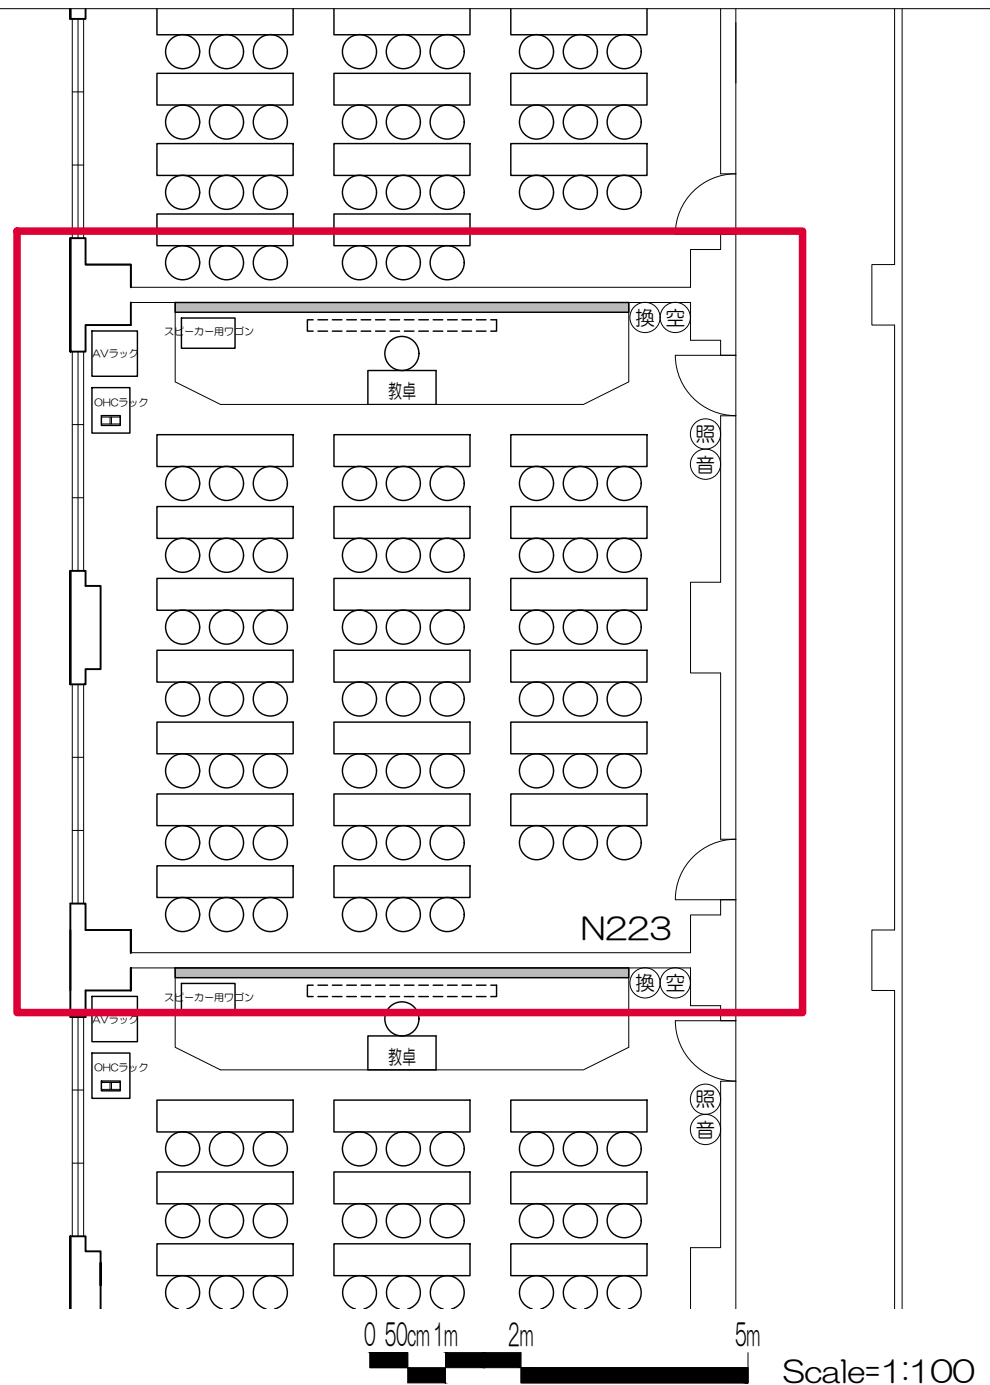 スピーカー用ワゴン
換 空
AVラック
教卓
OHCラック
照
音
N223
スピーカー用ワゴン
換 空
AVラック
教卓
OHCラック
照
音
0 50cm 1m 2m 5m
Scale=1:100